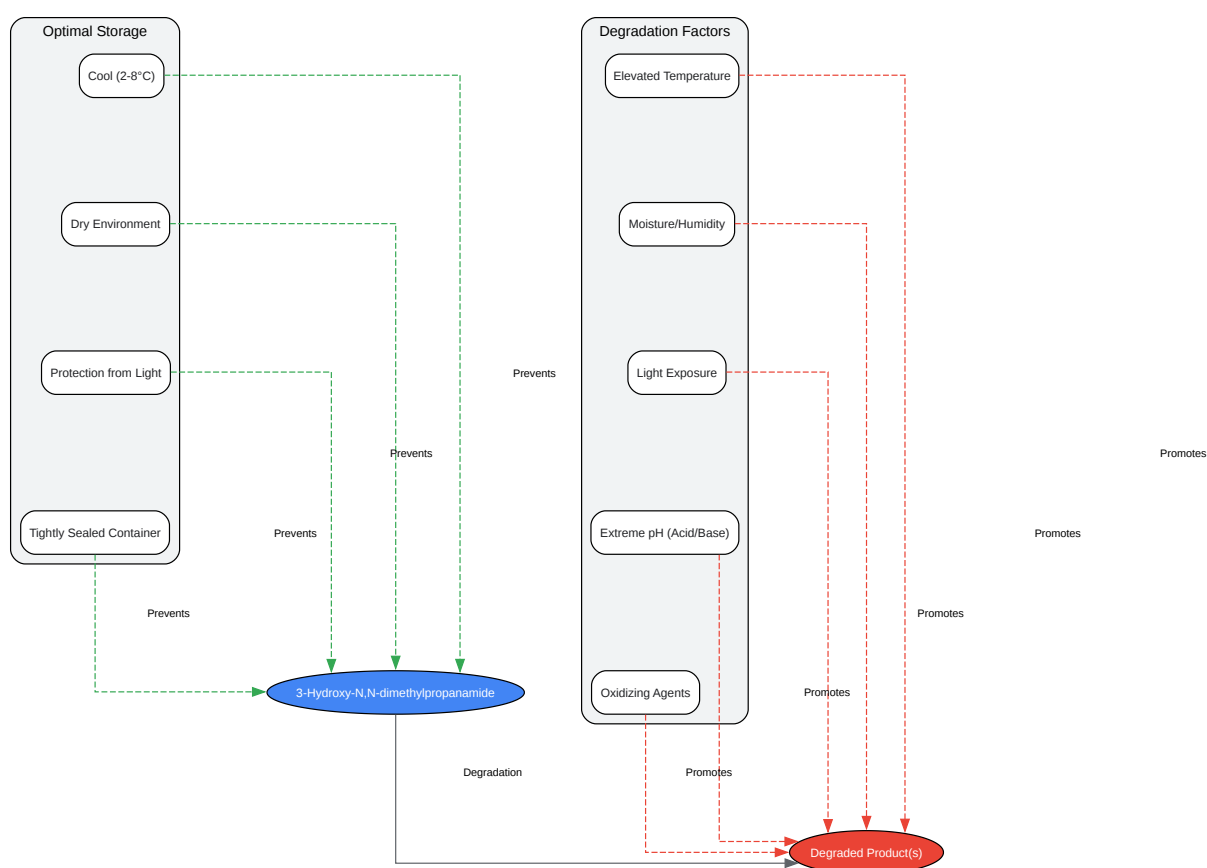 Optimal Storage
Cool (2-8°C)
Dry Environment
Protection from Light
Tightly Sealed Container
Prevents
Prevents
Prevents
Prevents
3-Hydroxy-N,N-dimethylpropanamide
Degradation
Degradation Factors
Elevated Temperature
Moisture/Humidity
Light Exposure
Extreme pH (Acid/Base)
Oxidizing Agents
Promotes
Promotes
Promotes
Promotes
Promotes
Degraded Product(s)